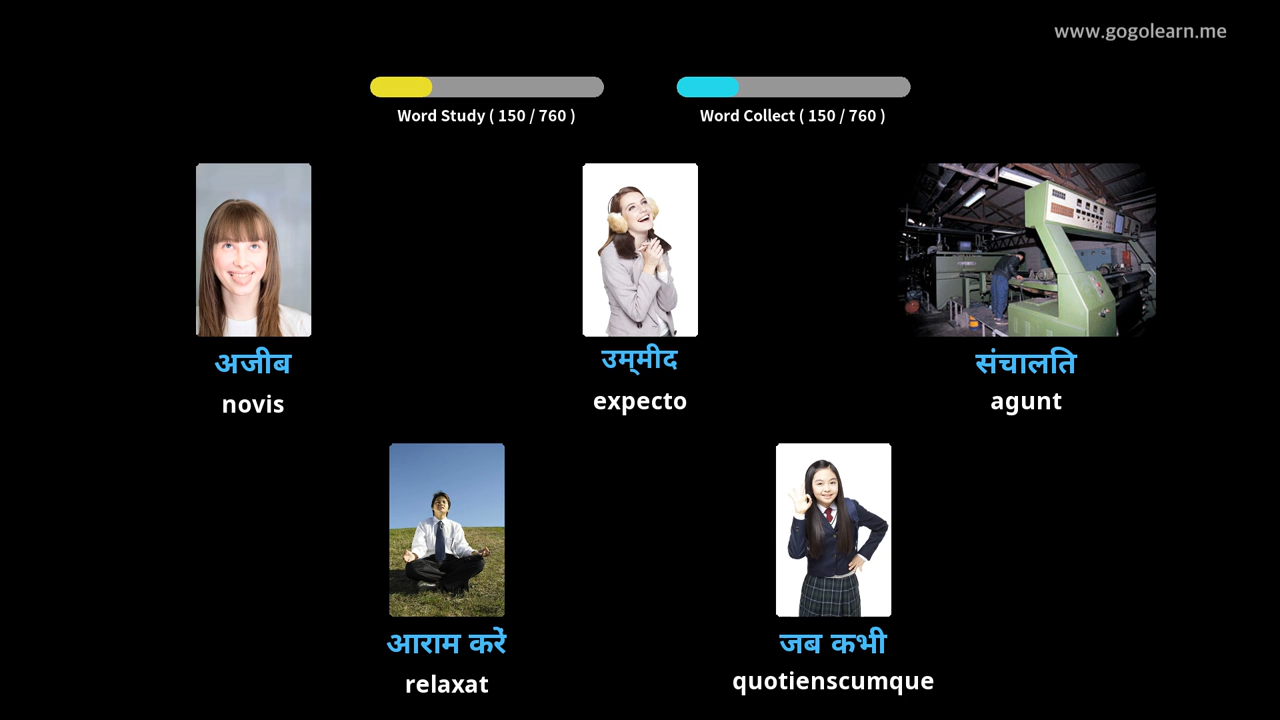 www.gogolearn.me
Word Study ( 150 / 760 )
Word Collect ( 150 / 760 )
अजीब
novis
उम्मीद
expecto
संचालति
agunt
आराम करें
relaxat
जब कभी
quotienscumque